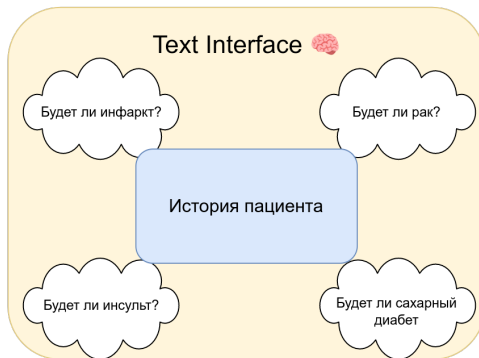 Text Interface 🧠
Будет ли инфаркт?
Будет ли рак?
История пациента
Будет ли инсульт?
Будет ли сахарный
диабет